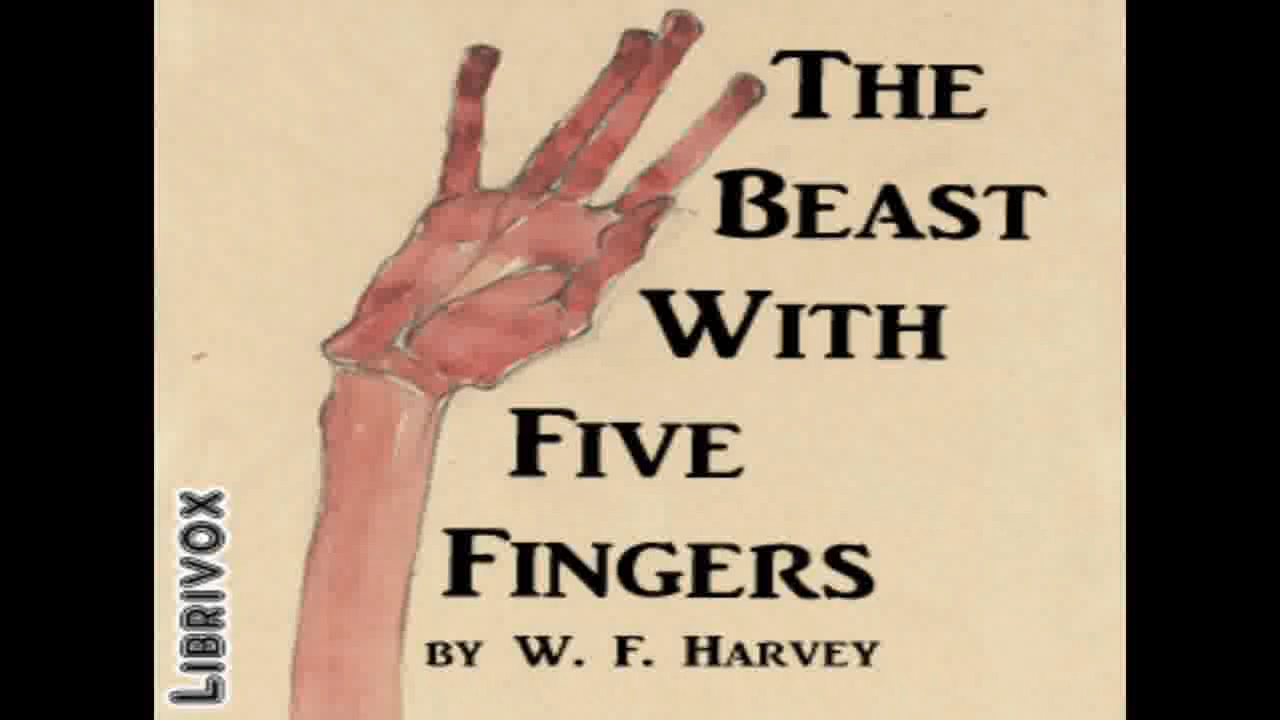 THE
BEAST
WITH
FIVE
FINGERS
BY W. F. HARVEY
LIBRIVOX